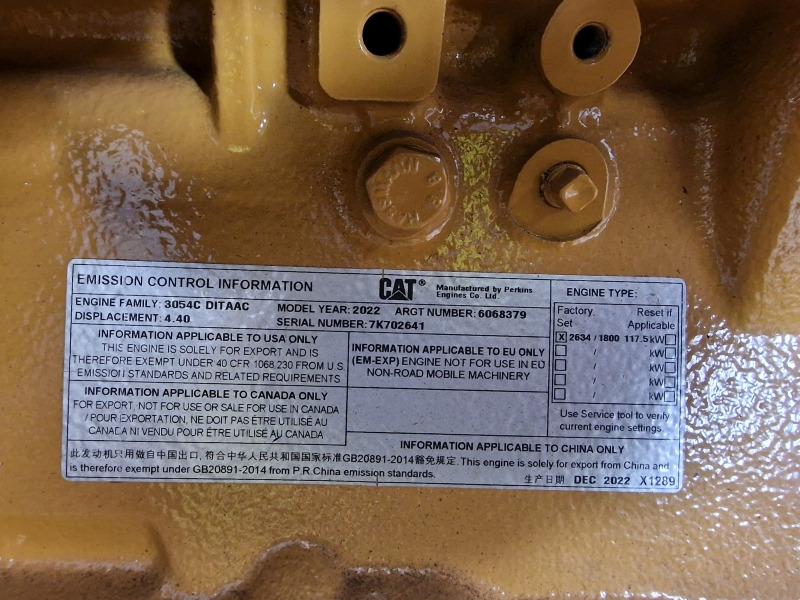 EMISSION CONTROL INFORMATION
CAT®
Manufactured by Perkins
Engines Co. Ltd.
ENGINE FAMILY: 3054C DITAAC
MODEL YEAR: 2022 ARGT NUMBER: 6068379
DISPLACEMENT: 4.40
SERIAL NUMBER: 7K702641
INFORMATION APPLICABLE TO USA ONLY
THIS ENGINE IS SOLELY FOR EXPORT AND IS
THEREFORE EXEMPT UNDER 40 CFR 1068,230 FROM U.S
EMISSION STANDARDS AND RELATED REQUIREMENTS
INFORMATION APPLICABLE TO EU ONLY
(EM-EXP) ENGINE NOT FOR USE IN EU
NON-ROAD MOBILE MACHINERY
INFORMATION APPLICABLE TO CANADA ONLY
FOR EXPORT, NOT FOR USE OR SALE FOR USE IN CANADA
/ POUR EXPORTATION, NE DOIT PAS ÊTRE UTILISÉ AU
CANADA NI VENDU POUR ÊTRE UTILISÉ AU CANADA
ENGINE TYPE: -
Factory Set
Reset if Applicable
X 2634 / 1800 117.5kW
/ kW
/ kW
/ kW
/ kW
Use Service tool to verify
current engine settings.
INFORMATION APPLICABLE TO CHINA ONLY
此发动机只用做自中国出口, 符合中华人民共和国国家标准GB20891-2014豁免规定. This engine is solely for export from China and
is therefore exempt under GB20891-2014 from P.R.China emission standards.
生产日期 DEC 2022 X1289